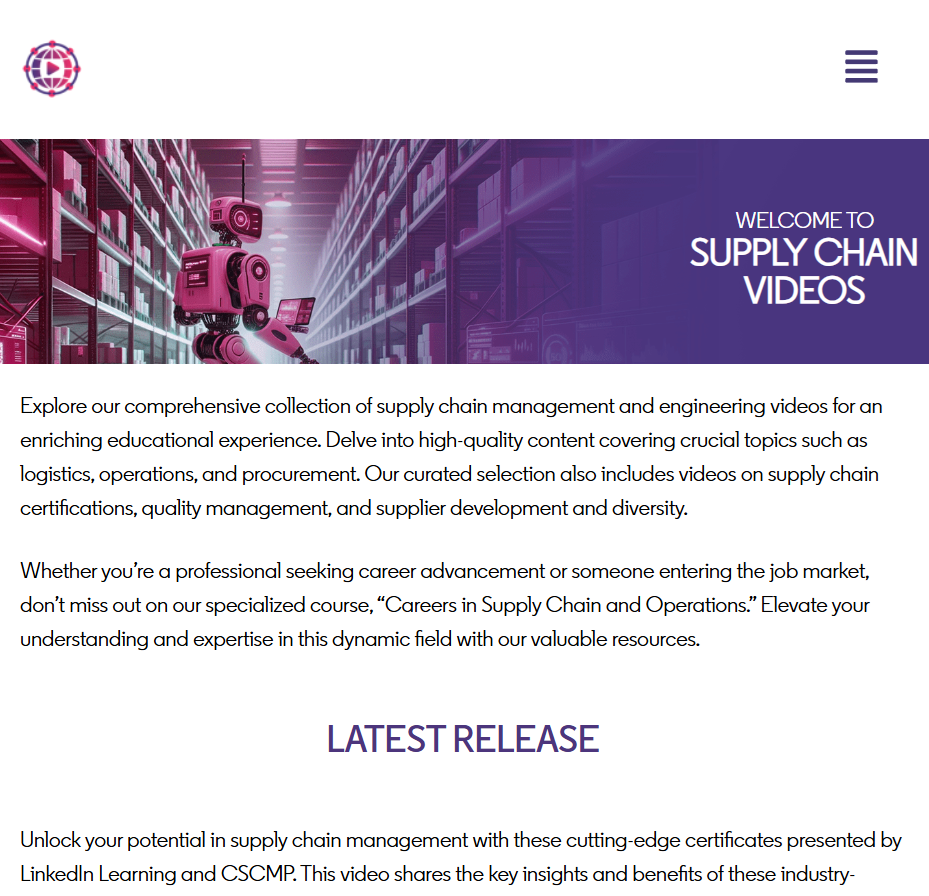 WELCOME TO
SUPPLY CHAIN
VIDEOS
Explore our comprehensive collection of supply chain management and engineering videos for an
enriching educational experience. Delve into high-quality content covering crucial topics such as
logistics, operations, and procurement. Our curated selection also includes videos on supply chain
certifications, quality management, and supplier development and diversity.
Whether you’re a professional seeking career advancement or someone entering the job market,
don’t miss out on our specialized course, “Careers in Supply Chain and Operations.” Elevate your
understanding and expertise in this dynamic field with our valuable resources.
LATEST RELEASE
Unlock your potential in supply chain management with these cutting-edge certificates presented by
LinkedIn Learning and CSCMP. This video shares the key insights and benefits of these industry-